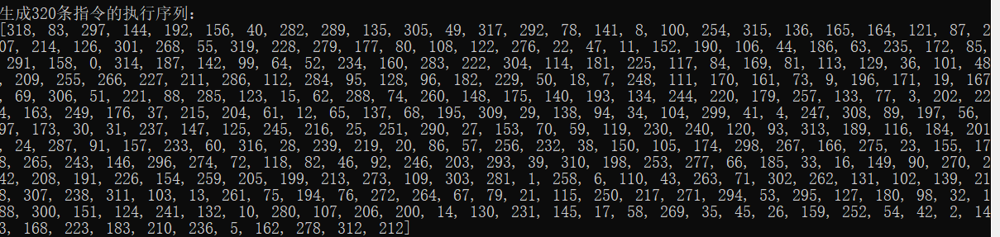 生成320条指令的执行序列:
[318, 83, 297, 144, 192, 156, 40, 282, 289, 135, 305, 49, 317, 292, 78, 141, 8, 100, 254, 315, 136, 165, 164, 121, 87, 2
07, 214, 126, 301, 268, 55, 319, 228, 279, 177, 80, 108, 122, 276, 22, 47, 11, 152, 190, 106, 44, 186, 63, 235, 172, 85,
 291, 158, 0, 314, 187, 142, 99, 64, 52, 234, 160, 283, 222, 304, 114, 181, 225, 117, 84, 169, 81, 113, 129, 36, 101, 48
, 209, 255, 266, 227, 211, 286, 112, 284, 95, 128, 96, 182, 229, 50, 18, 7, 248, 111, 170, 161, 73, 9, 196, 171, 19, 167
, 69, 306, 51, 221, 88, 285, 123, 15, 62, 288, 74, 260, 148, 175, 140, 193, 134, 244, 220, 179, 257, 133, 77, 3, 202, 22
4, 163, 249, 176, 37, 215, 204, 61, 12, 65, 137, 68, 195, 309, 29, 138, 94, 34, 104, 299, 41, 4, 247, 308, 89, 197, 56, 
97, 173, 30, 31, 237, 147, 125, 245, 216, 25, 251, 290, 27, 153, 70, 59, 119, 230, 240, 120, 93, 313, 189, 116, 184, 201
, 24, 287, 91, 157, 233, 60, 316, 28, 239, 219, 20, 86, 57, 256, 232, 38, 150, 105, 174, 298, 267, 166, 275, 23, 155, 17
8, 265, 243, 146, 296, 274, 72, 118, 82, 46, 92, 246, 203, 293, 39, 310, 198, 253, 277, 66, 185, 33, 16, 149, 90, 270, 2
42, 208, 191, 226, 154, 259, 205, 199, 213, 273, 109, 303, 281, 1, 258, 6, 110, 43, 263, 71, 302, 262, 131, 102, 139, 21
8, 307, 238, 311, 103, 13, 261, 75, 194, 76, 272, 264, 67, 79, 21, 115, 250, 217, 271, 294, 53, 295, 127, 180, 98, 32, 1
88, 300, 151, 124, 241, 132, 10, 280, 107, 206, 200, 14, 130, 231, 145, 17, 58, 269, 35, 45, 26, 159, 252, 54, 42, 2, 14
3, 168, 223, 183, 210, 236, 5, 162, 278, 312, 212]